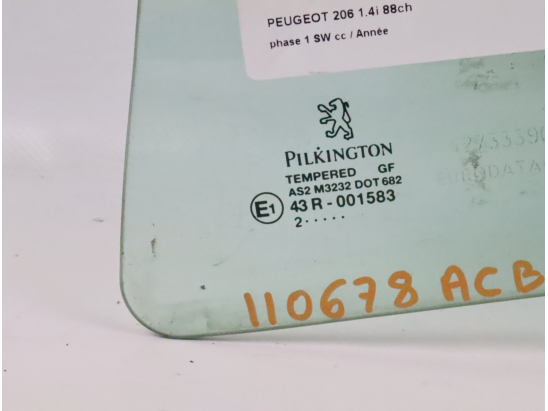 PEUGEOT 206 1.4i 88ch
phase 1 SW cc / Année
PILKINGTON
TEMPERED GF
AS2 M3232 DOT 682
E1 43 R - 001583
2 · · · · ·
EURODATA
110678 ACB